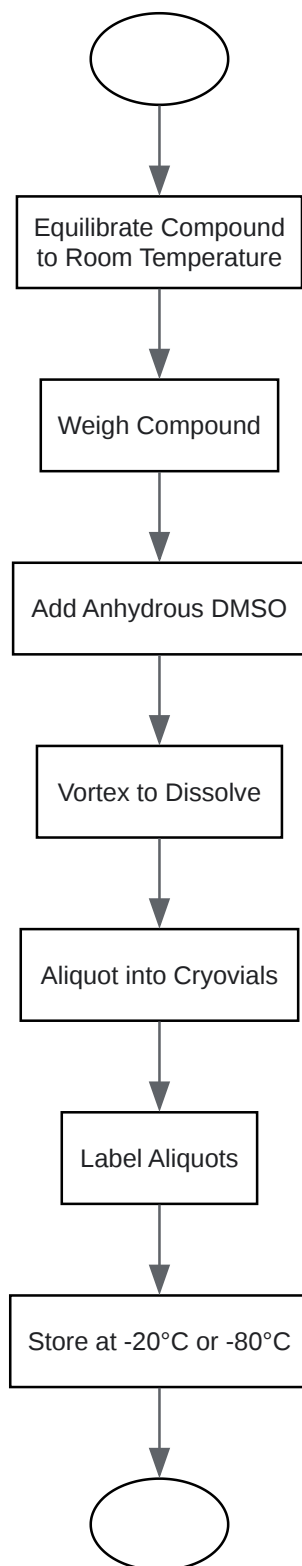 Equilibrate Compound
to Room Temperature
Weigh Compound
Add Anhydrous DMSO
Vortex to Dissolve
Aliquot into Cryovials
Label Aliquots
Store at -20°C or -80°C